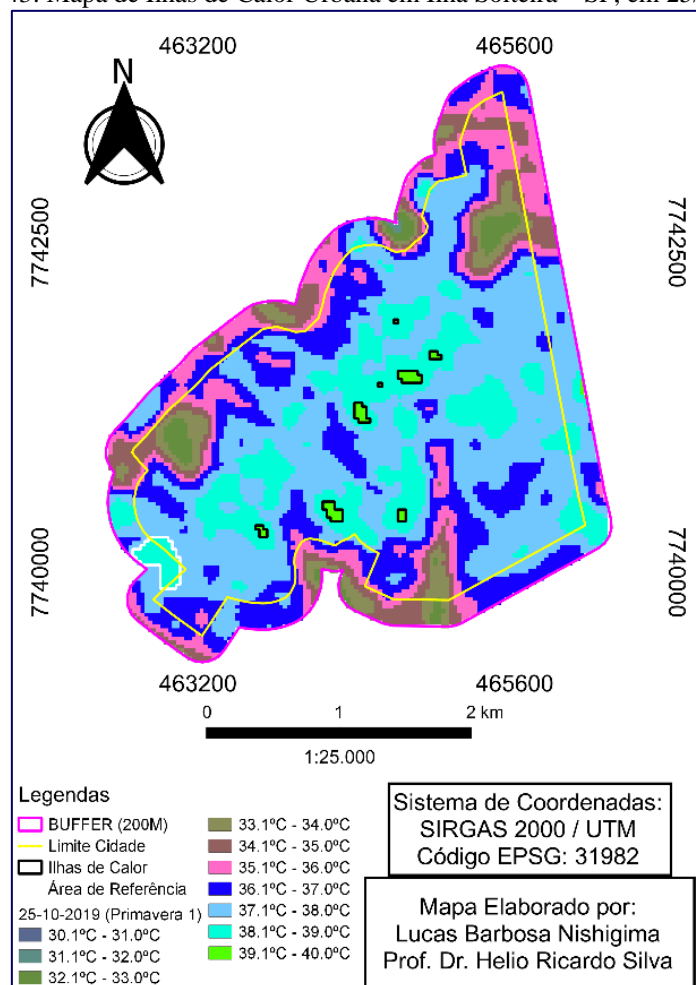 463200 465600
N
7742500 7742500
7740000 7740000
463200 465600
0 1 2 km
1:25.000
Legendas
BUFFER (200M)
Limite Cidade
Ilhas de Calor
Área de Referência
25-10-2019 (Primavera 1)
30.1ºC - 31.0ºC
31.1ºC - 32.0ºC
32.1ºC - 33.0ºC
33.1ºC - 34.0ºC
34.1ºC - 35.0ºC
35.1ºC - 36.0ºC
36.1ºC - 37.0ºC
37.1ºC - 38.0ºC
38.1ºC - 39.0ºC
39.1ºC - 40.0ºC
Sistema de Coordenadas:
SIRGAS 2000 / UTM
Código EPSG: 31982
Mapa Elaborado por:
Lucas Barbosa Nishigima
Prof. Dr. Helio Ricardo Silva